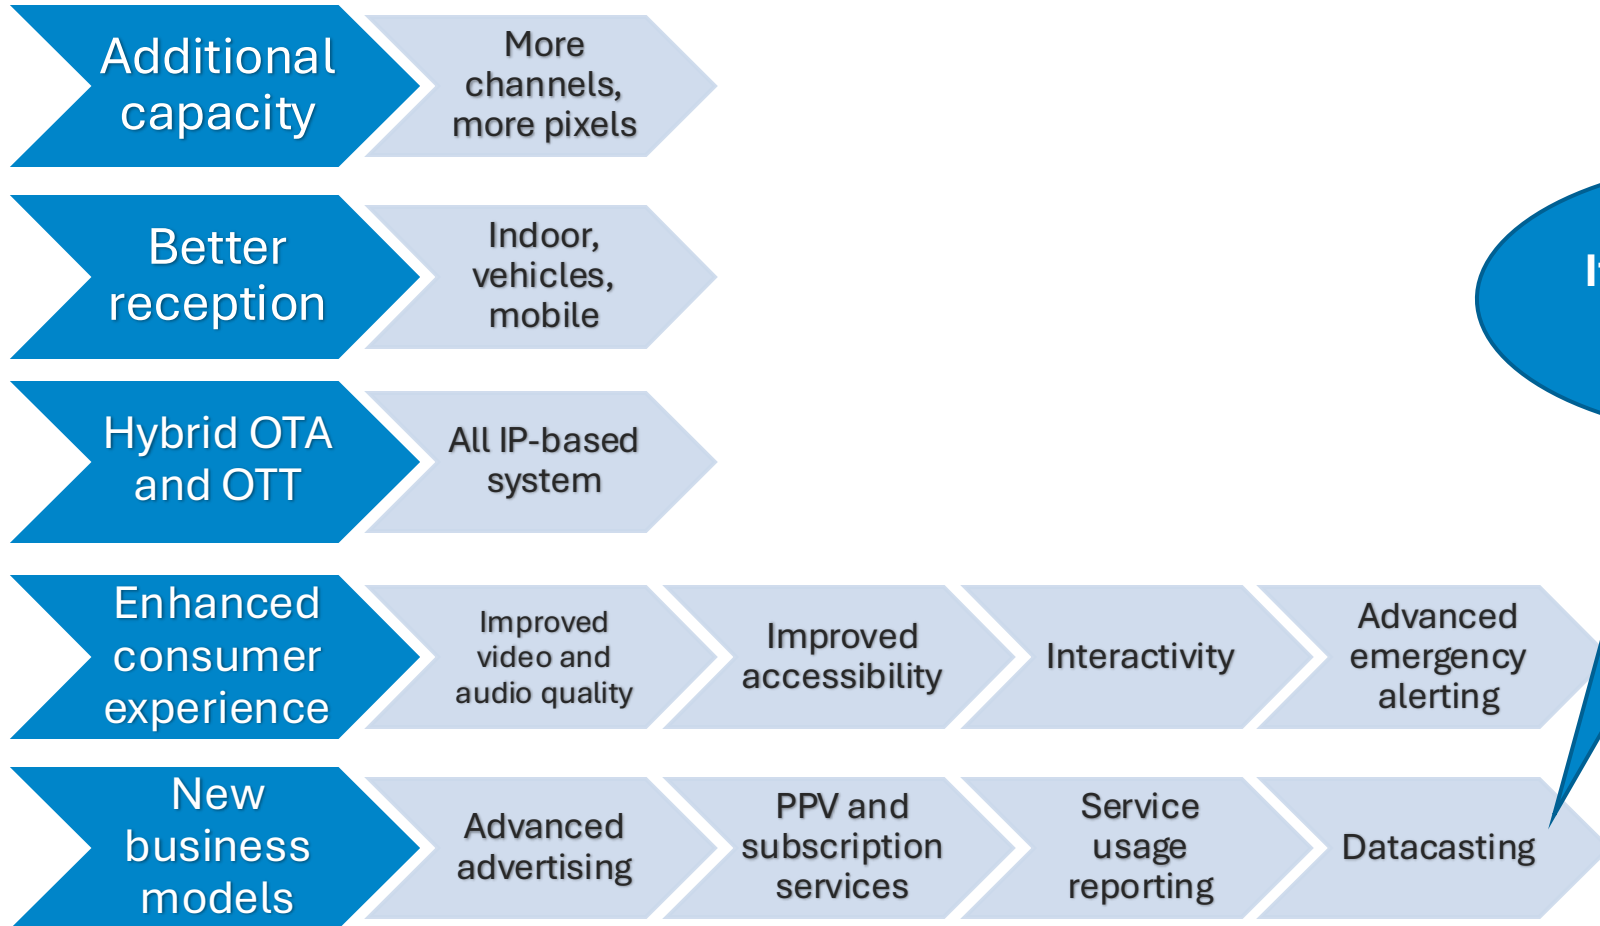 Additional
capacity
More
channels,
more pixels
Better
reception
Indoor,
vehicles,
mobile
Hybrid OTA
and OTT
All IP-based
system
Enhanced
consumer
experience
Improved
video and
audio quality
Improved
accessibility
Interactivity
Advanced
emergency
alerting
New
business
models
Advanced
advertising
PPV and
subscription
services
Service
usage
reporting
Datacasting